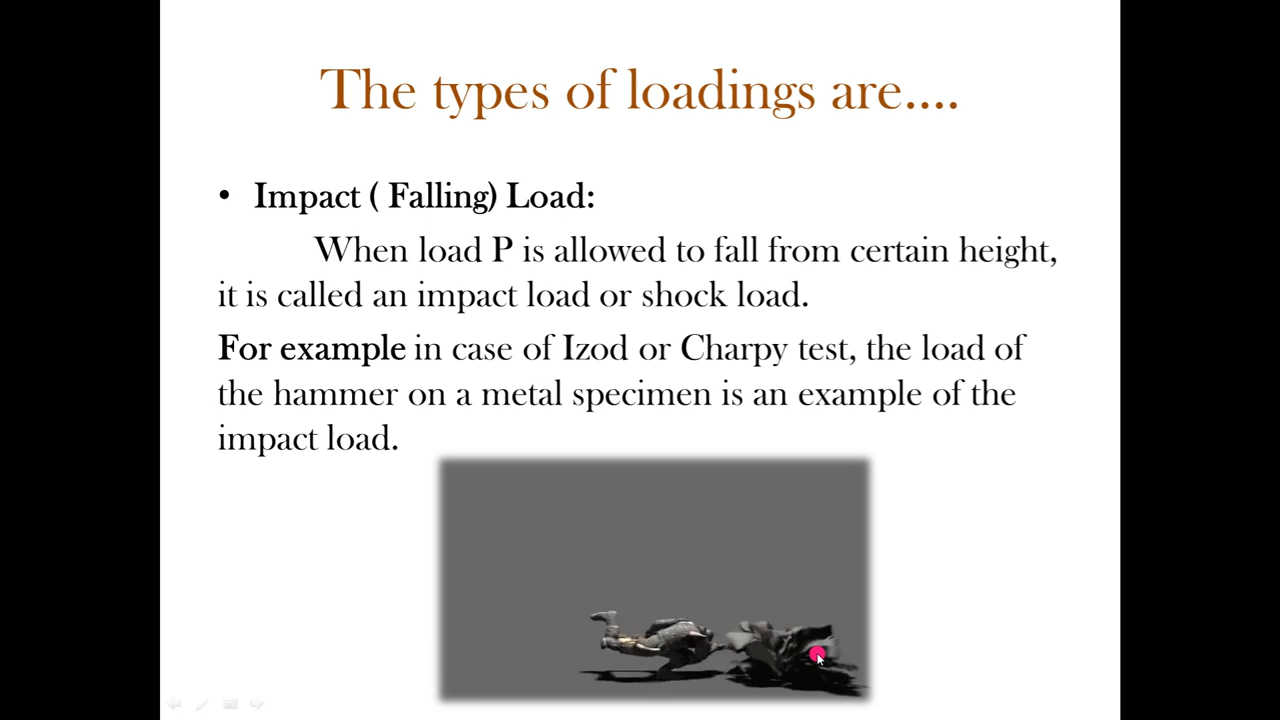 The types of loadings are....
• Impact ( Falling) Load:
When load P is allowed to fall from certain height,
it is called an impact load or shock load.
For example in case of Izod or Charpy test, the load of
the hammer on a metal specimen is an example of the
impact load.